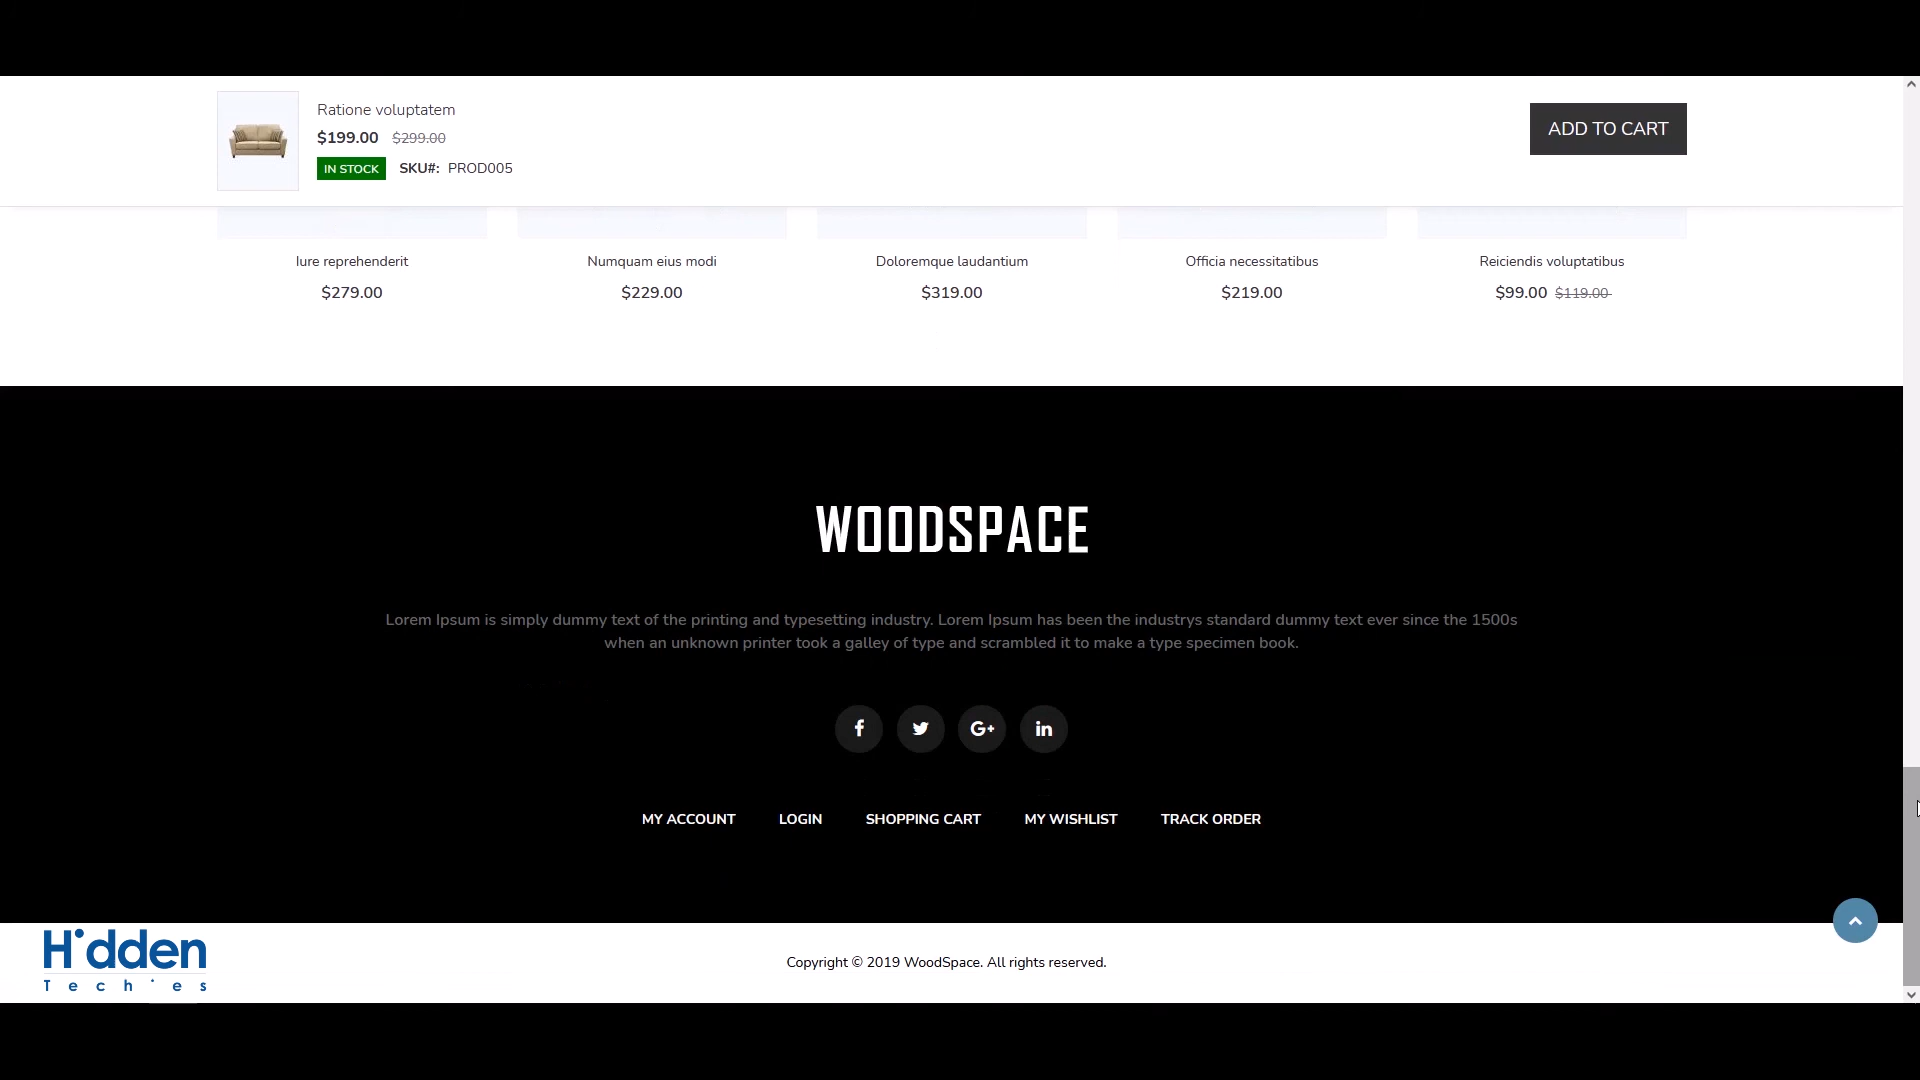 Ratione voluptatem
$199.00 $299.00
IN STOCK SKU#: PROD005
ADD TO CART
Iure reprehenderit
$279.00
Numquam eius modi
$229.00
Doloremque laudantium
$319.00
Officia necessitatibus
$219.00
Reiciendis voluptatibus
$99.00 $119.00
WOODSPACE
Lorem Ipsum is simply dummy text of the printing and typesetting industry. Lorem Ipsum has been the industrys standard dummy text ever since the 1500s
when an unknown printer took a galley of type and scrambled it to make a type specimen book.
f G+ in
MY ACCOUNT LOGIN SHOPPING CART MY WISHLIST TRACK ORDER
Hidden
Techies
Copyright © 2019 WoodSpace. All rights reserved.